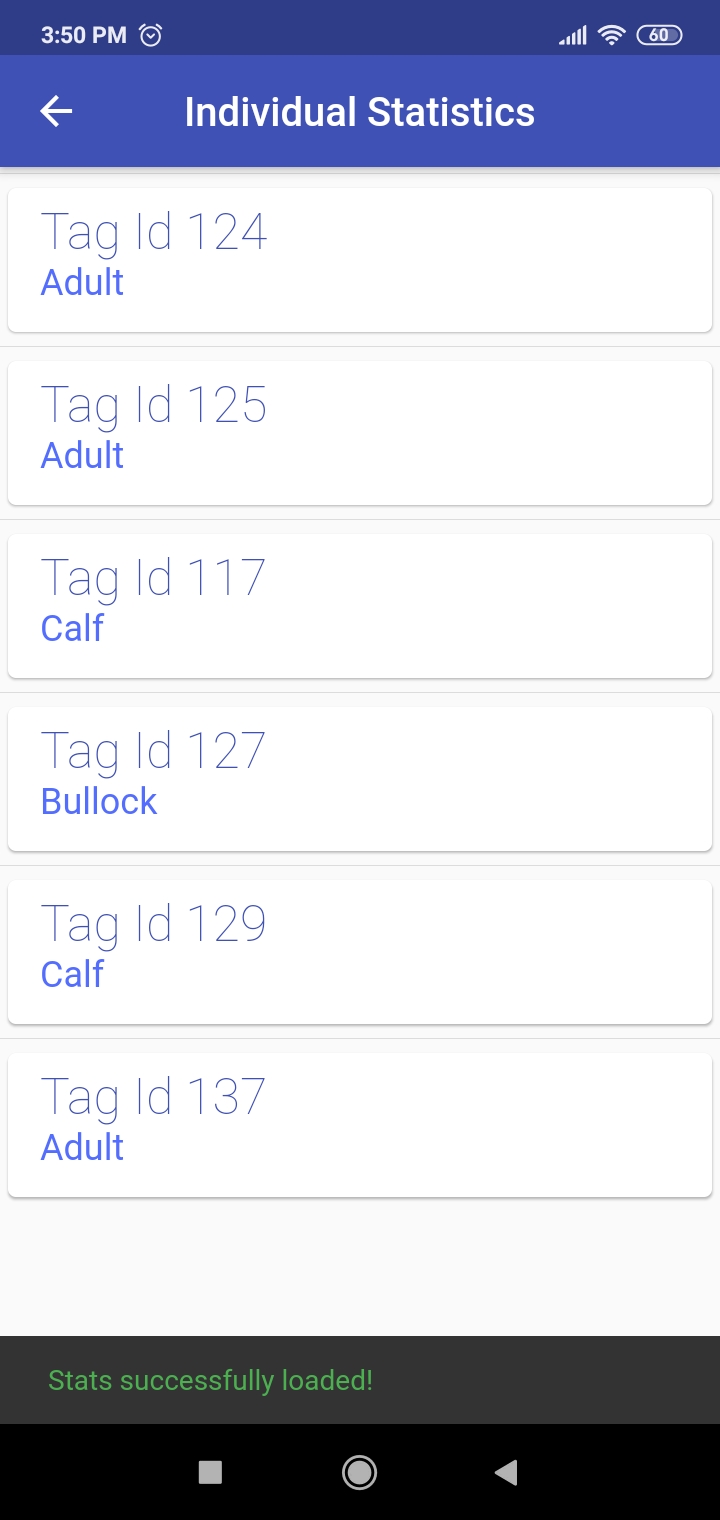 3:50 PM
60
Individual Statistics
Tag Id 124
Adult
Tag Id 125
Adult
Tag Id 117
Calf
Tag Id 127
Bullock
Tag Id 129
Calf
Tag Id 137
Adult
Stats successfully loaded!